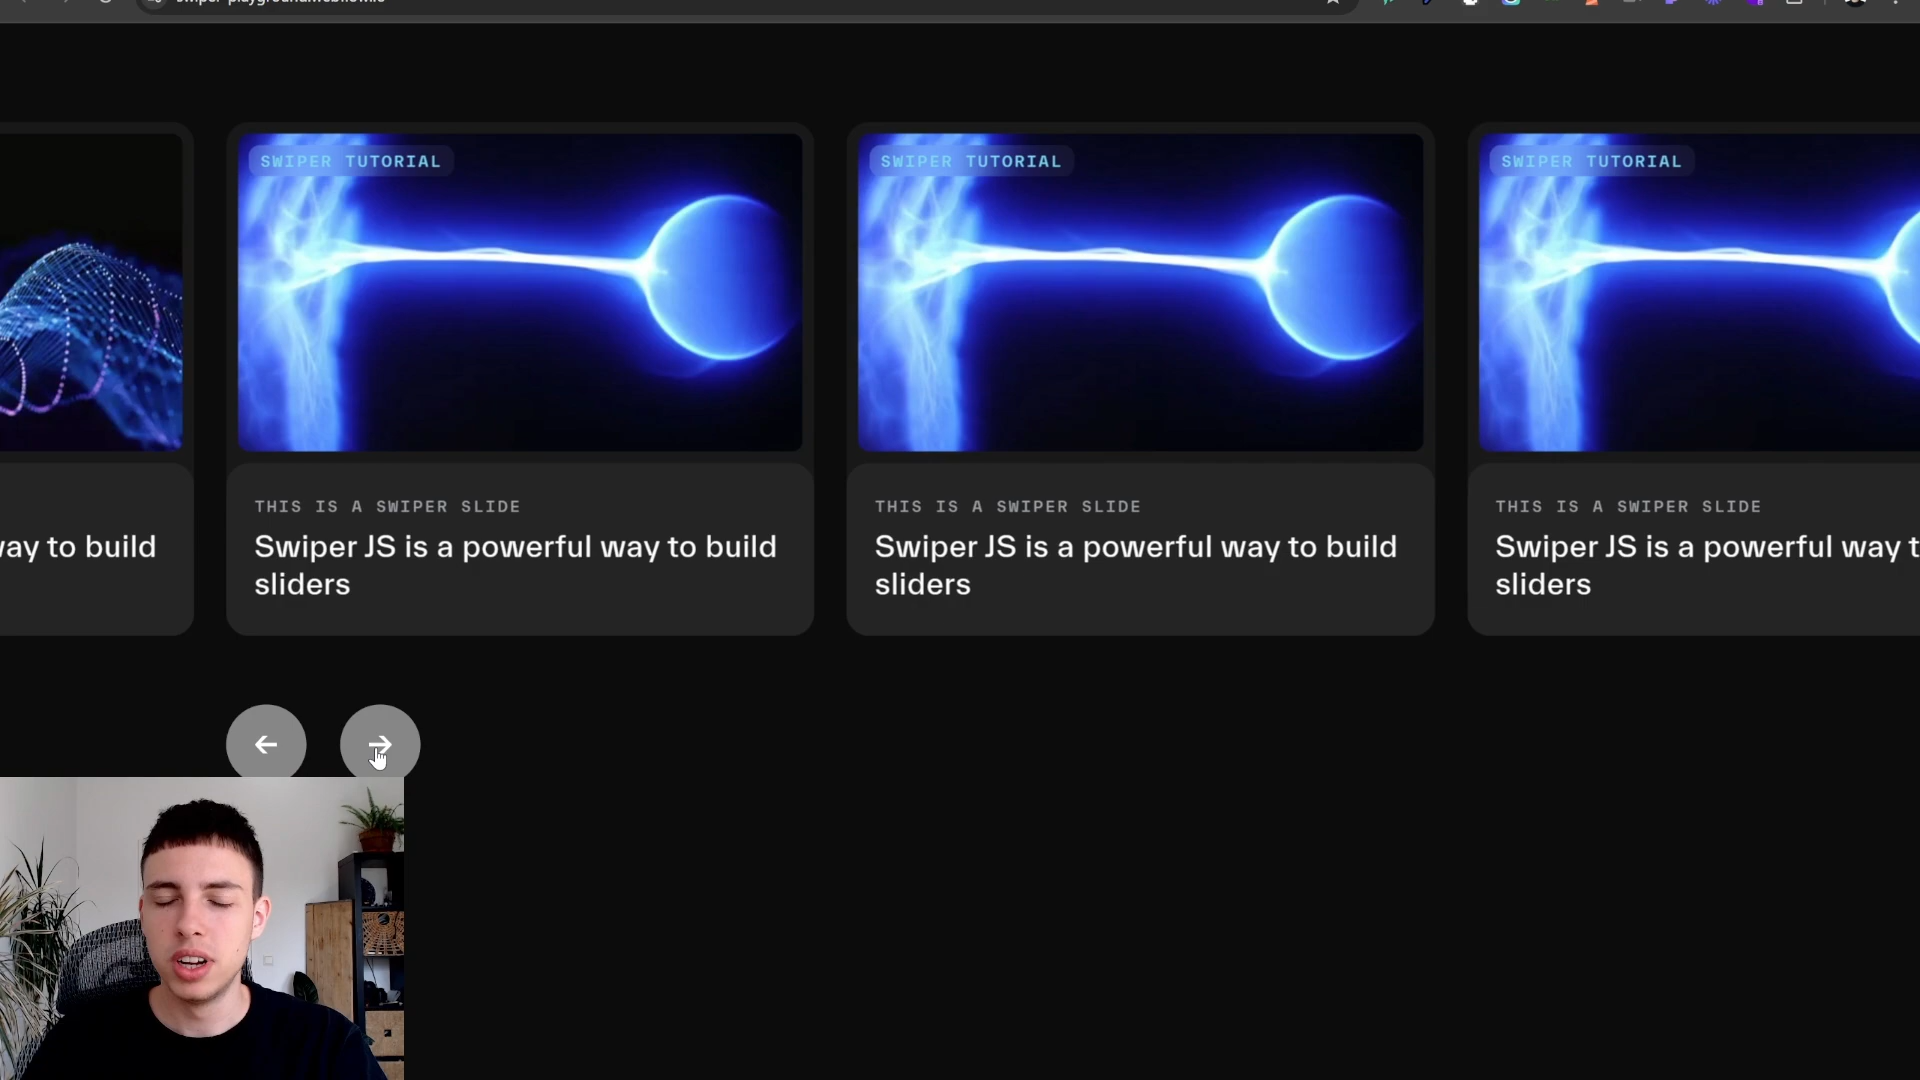 SWIPER TUTORIAL
SWIPER TUTORIAL
SWIPER TUTORIAL
THIS IS A SWIPER SLIDE
THIS IS A SWIPER SLIDE
THIS IS A SWIPER SLIDE
way to build
Swiper JS is a powerful way to build
sliders
Swiper JS is a powerful way to build
sliders
Swiper JS is a powerful way t
sliders